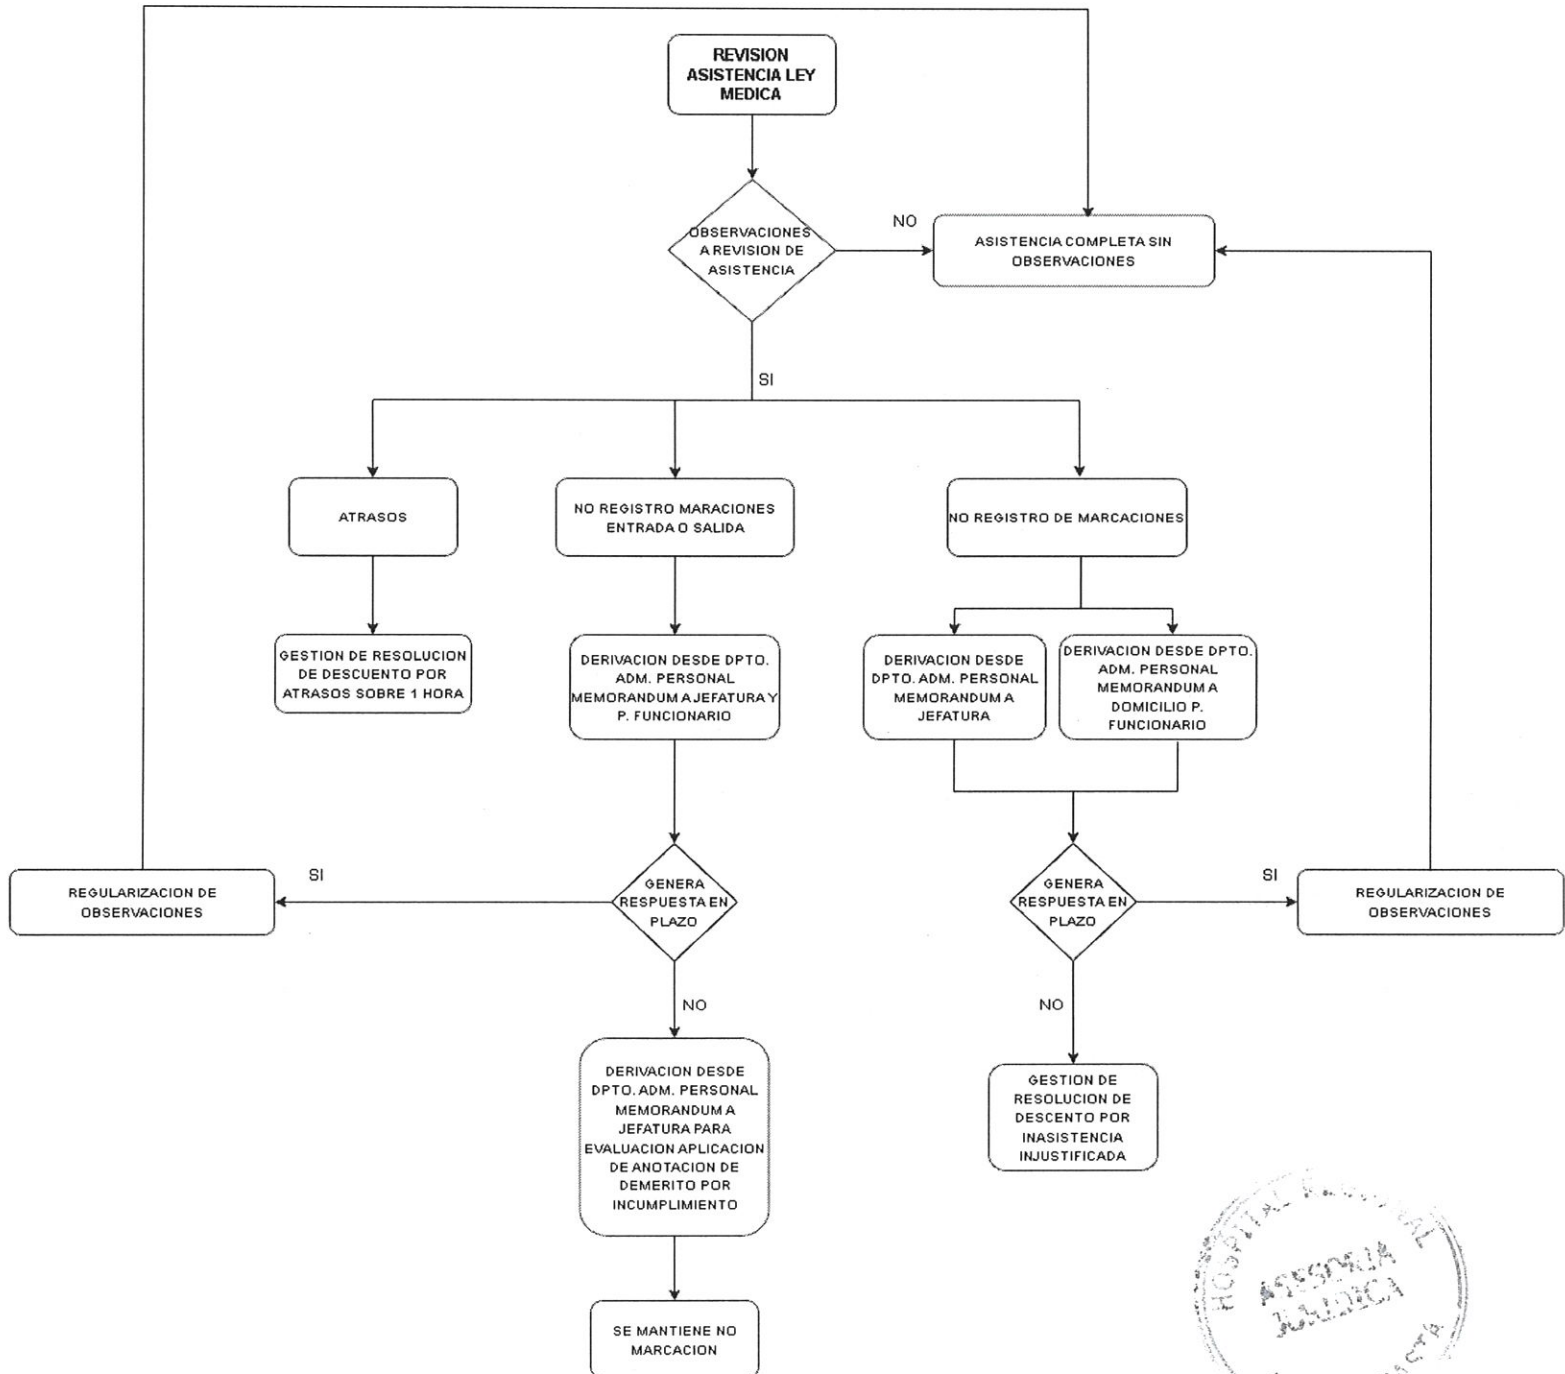 REVISION
ASISTENCIA LEY
MEDICA
OBSERVACIONES
A REVISION DE
ASISTENCIA
NO
ASISTENCIA COMPLETA SIN
OBSERVACIONES
SI
ATRASOS
NO REGISTRO MARACIONES
ENTRADA O SALIDA
NO REGISTRO DE MARCACIONES
GESTION DE RESOLUCION
DE DESCUENTO POR
ATRASOS SOBRE 1 HORA
DERIVACION DESDE DPTO.
ADM. PERSONAL
MEMORANDUM A JEFATURA Y
P. FUNCIONARIO
DERIVACION DESDE
DPTO. ADM. PERSONAL
MEMORANDUM A
JEFATURA
DERIVACION DESDE DPTO.
ADM. PERSONAL
MEMORANDUM A
DOMICILIO P.
FUNCIONARIO
REGULARIZACION DE
OBSERVACIONES
SI
GENERA
RESPUESTA EN
PLAZO
GENERA
RESPUESTA EN
PLAZO
SI
REGULARIZACION DE
OBSERVACIONES
NO
NO
DERIVACION DESDE
DPTO. ADM. PERSONAL
MEMORANDUM A
JEFATURA PARA
EVALUACION APLICACION
DE ANOTACION DE
DEMERITO POR
INCUMPLIMIENTO
GESTION DE
RESOLUCION DE
DESCENTO POR
INASISTENCIA
INJUSTIFICADA
SE MANTIENE NO
MARCACION
HOSPITAL REGIONAL
ASESORIA
JURIDICA